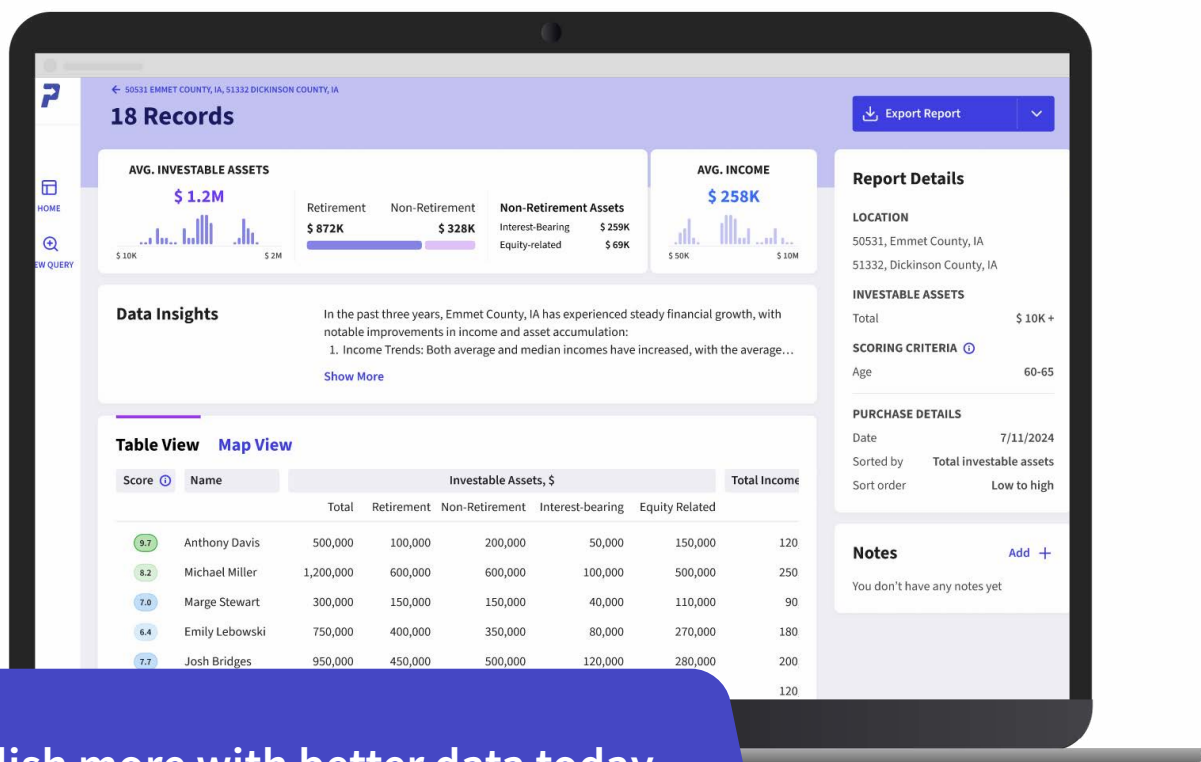 ← 50531 EMMET COUNTY, IA, 51332 DICKINSON COUNTY, IA
18 Records
Export Report
HOME
EW QUERY
AVG. INVESTABLE ASSETS
$ 1.2M
$ 10K $ 2M
Retirement Non-Retirement
$ 872K $ 328K
Non-Retirement Assets
Interest-Bearing $ 259K
Equity-related $ 69K
AVG. INCOME
$ 258K
$ 50K $ 10M
Data Insights
In the past three years, Emmet County, IA has experienced steady financial growth, with
notable improvements in income and asset accumulation:
1. Income Trends: Both average and median incomes have increased, with the average...
Show More
Table View Map View
Score Name Investable Assets, $ Total Income
Total Retirement Non-Retirement Interest-bearing Equity Related
9.7 Anthony Davis 500,000 100,000 200,000 50,000 150,000 120
8.2 Michael Miller 1,200,000 600,000 600,000 100,000 500,000 250
7.0 Marge Stewart 300,000 150,000 150,000 40,000 110,000 90
6.4 Emily Lebowski 750,000 400,000 350,000 80,000 270,000 180
7.7 Josh Bridges 950,000 450,000 500,000 120,000 280,000 200
120
Report Details
LOCATION
50531, Emmet County, IA
51332, Dickinson County, IA
INVESTABLE ASSETS
Total $ 10K +
SCORING CRITERIA
Age 60-65
PURCHASE DETAILS
Date 7/11/2024
Sorted by Total investable assets
Sort order Low to high
Notes Add +
You don't have any notes yet
lish more with better data today